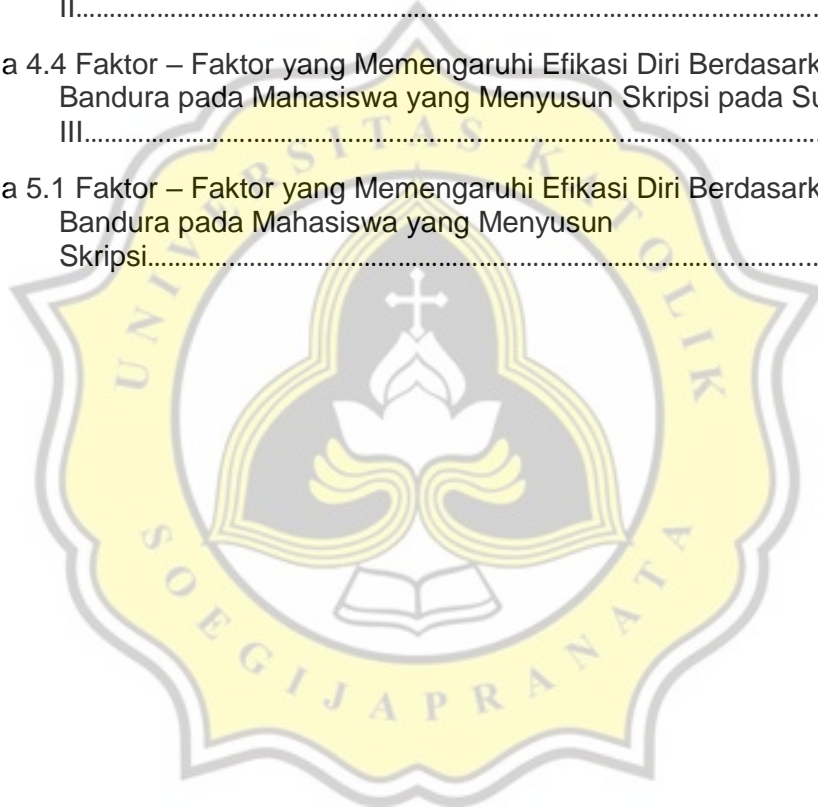 II........................................................................................................................
a 4.4 Faktor – Faktor yang Memengaruhi Efikasi Diri Berdasark
Bandura pada Mahasiswa yang Menyusun Skripsi pada Su
III........................................................................................................................
a 5.1 Faktor – Faktor yang Memengaruhi Efikasi Diri Berdasark
Bandura pada Mahasiswa yang Menyusun
Skripsi..............................................................................................................
UNIVERSITAS KATOLIK
SOEGIJAPRANATA